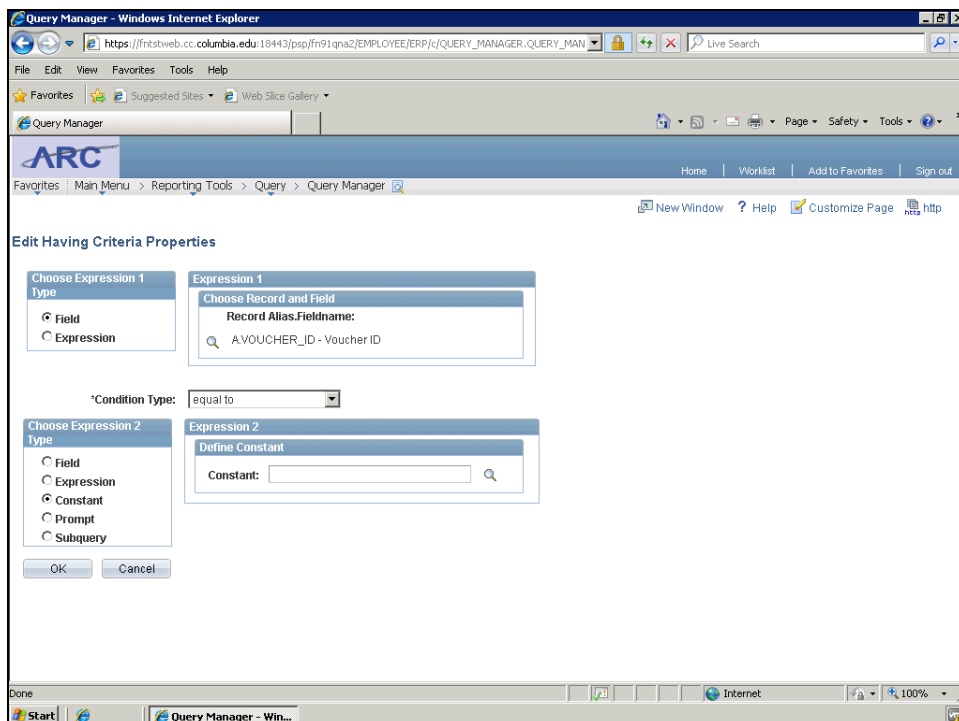 Query Manager - Windows Internet Explorer
https://fntstweb.cc.columbia.edu:18443/psp/fn91qna2/EMPLOYEE/ERP/c/QUERY_MANAGER.QUERY_MAN
Live Search
File Edit View Favorites Tools Help
Favorites Suggested Sites Web Slice Gallery
Query Manager
Page Safety Tools
ARC
Home | Worklist | Add to Favorites | Sign out
Favorites Main Menu > Reporting Tools > Query > Query Manager
New Window ? Help Customize Page http
Edit Having Criteria Properties
Choose Expression 1 Type
Field
Expression
Expression 1
Choose Record and Field
Record Alias.Fieldname:
A.VOUCHER_ID - Voucher ID
*Condition Type: equal to
Choose Expression 2 Type
Field
Expression
Constant
Prompt
Subquery
Expression 2
Define Constant
Constant:
OK Cancel
Done
Internet
100%
Start
Query Manager - Win...